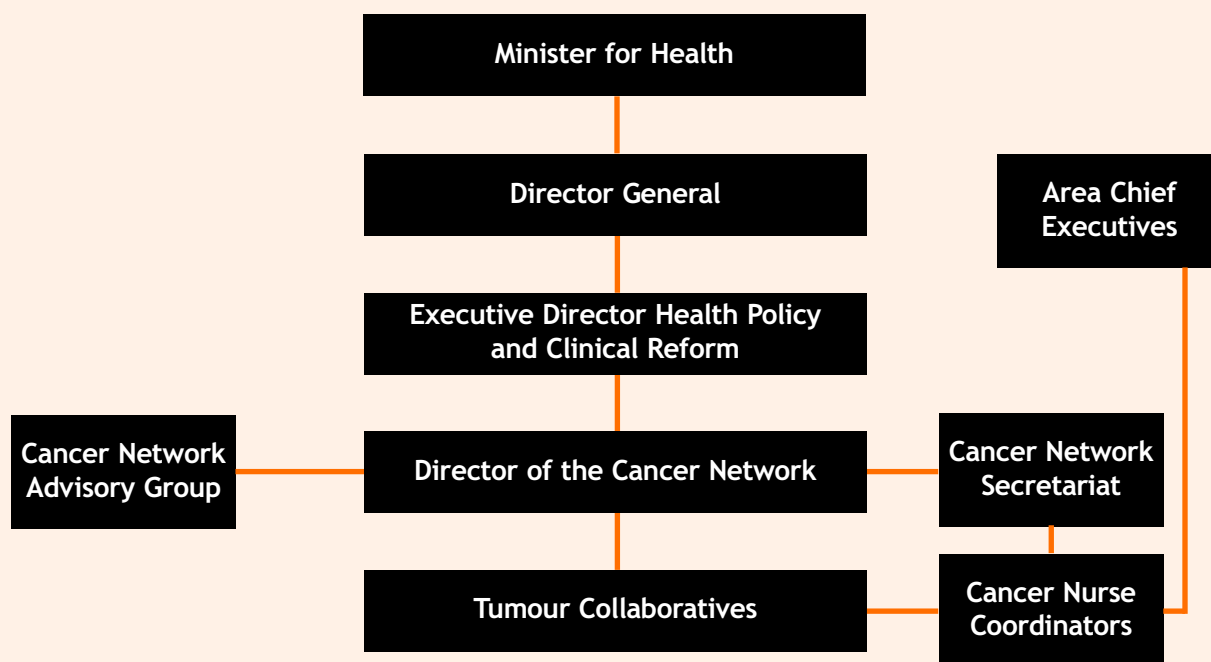 Minister for Health
Director General
Area Chief
Executives
Executive Director Health Policy
and Clinical Reform
Cancer Network
Advisory Group
Director of the Cancer Network
Cancer Network
Secretariat
Tumour Collaboratives
Cancer Nurse
Coordinators